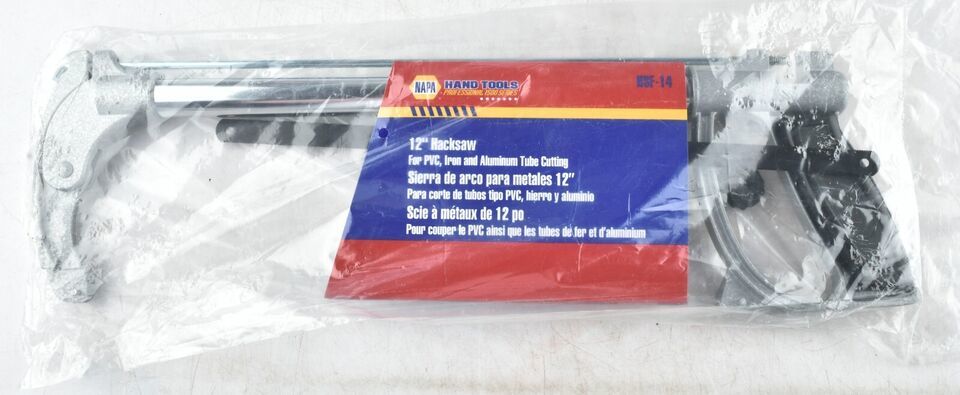 NAPA
HAND TOOLS
PROFESSIONAL 1500 SERIES
HSF-14
12" Hacksaw
For PVC, Iron and Aluminum Tube Cutting
Sierra de arco para metales 12"
Para corte de tubos tipo PVC, hierro y aluminio
Scie à métaux de 12 po
Pour couper le PVC ainsi que les tubes de fer et d'aluminium